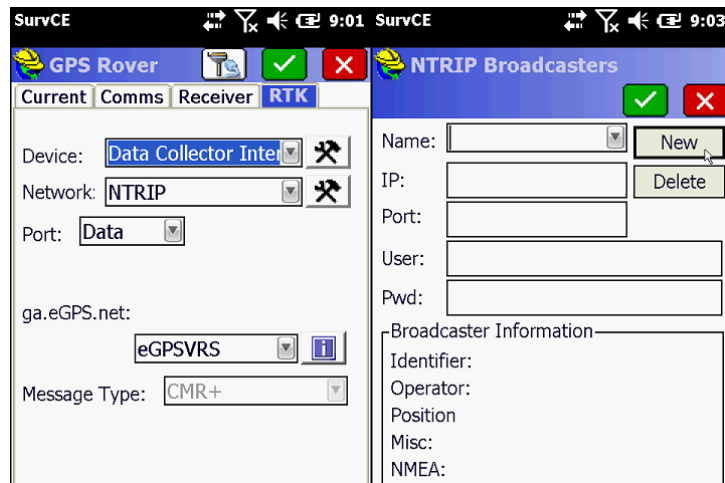 SurvCE 9:01
GPS Rover
Current Comms Receiver RTK
Device: Data Collector Inter
Network: NTRIP
Port: Data
ga.eGPS.net:
eGPSVRS
Message Type: CMR+
SurvCE 9:03
NTRIP Broadcasters
Name: New
IP: Delete
Port:
User:
Pwd:
Broadcaster Information
Identifier:
Operator:
Position
Misc:
NMEA: